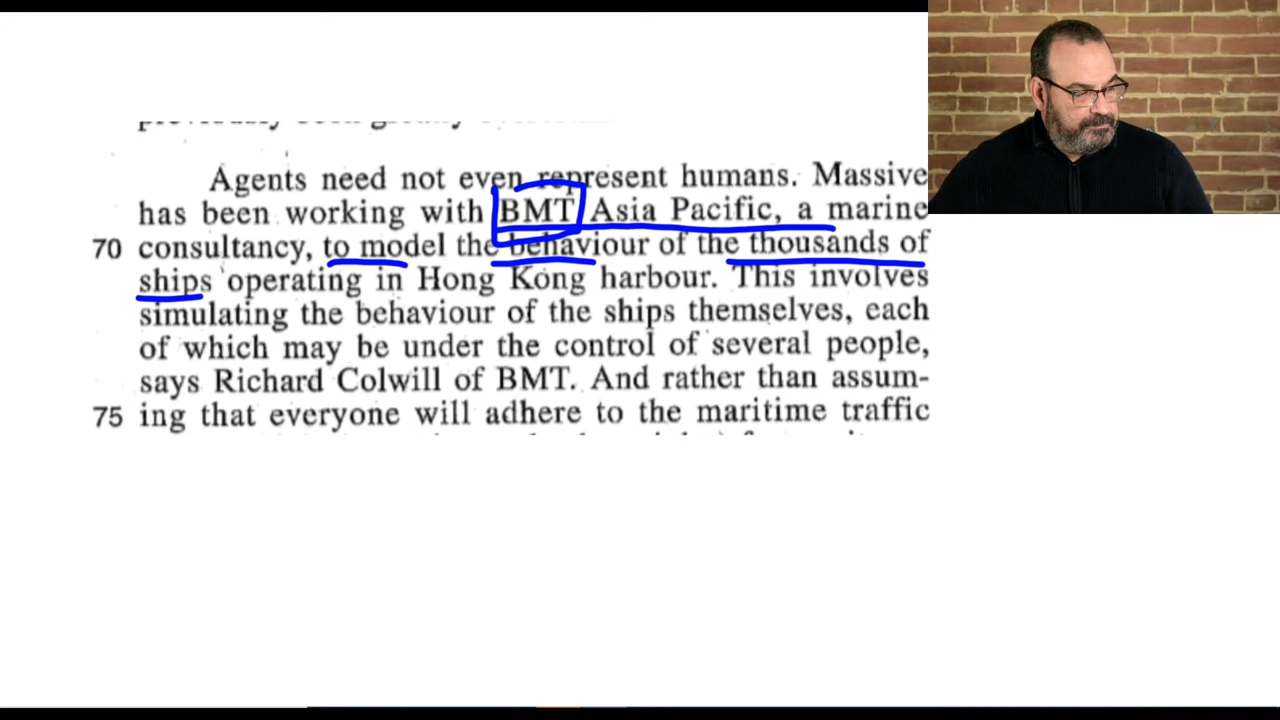 Agents need not even represent humans. Massive
has been working with BMT Asia Pacific, a marine
70 consultancy, to model the behaviour of the thousands of
ships operating in Hong Kong harbour. This involves
simulating the behaviour of the ships themselves, each
of which may be under the control of several people,
says Richard Colwill of BMT. And rather than assum-
75 ing that everyone will adhere to the maritime traffic